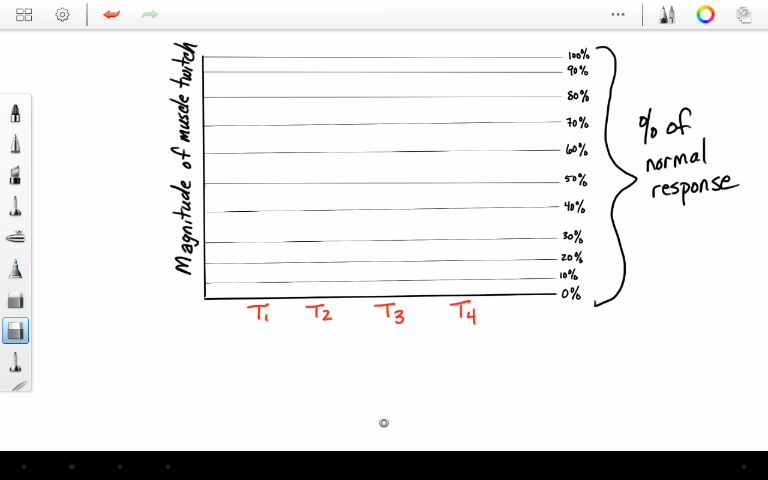 Magnitude of muscle twitch
100%
90%
80%
70%
60%
50%
40%
30%
20%
10%
0%
% of
normal
response
T1 T2 T3 T4